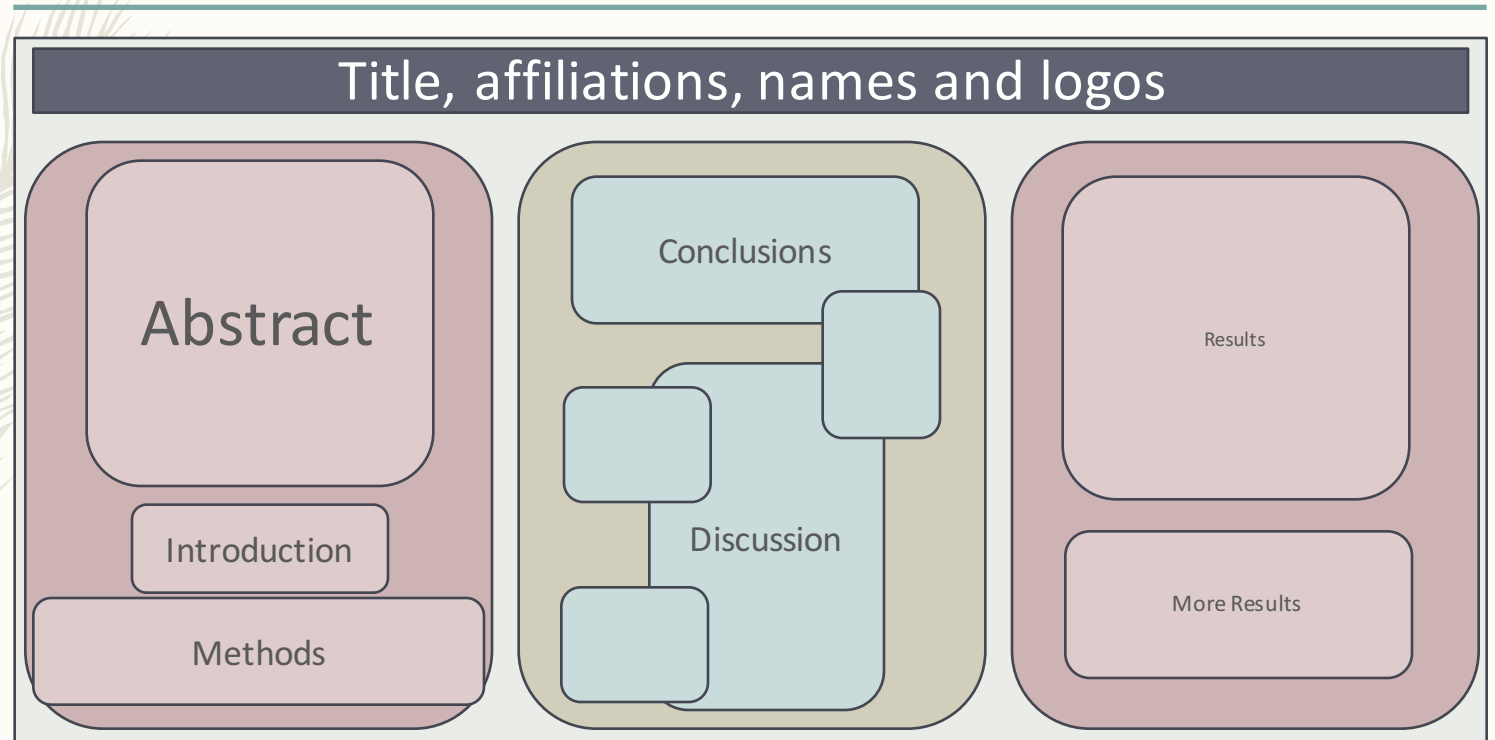 Title, affiliations, names and logos
Abstract
Introduction
Methods
Conclusions
Discussion
Results
More Results